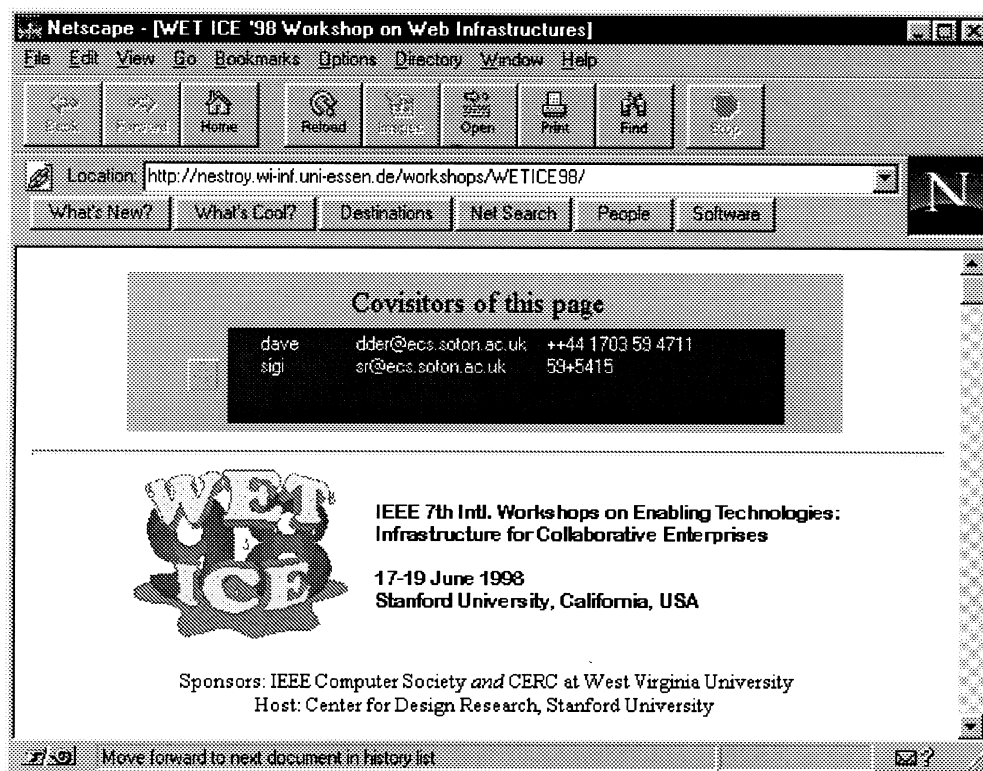 Netscape - [WET ICE '98 Workshop on Web Infrastructures]
File Edit View Go Bookmarks Options Directory Window Help
Back Forward Home Reload Images Open Print Find Stop
Location: http://nestroy.wi-inf.uni-essen.de/workshops/WETICE98/
N
What's New? What's Cool? Destinations Net Search People Software
Covisitors of this page
dave dder@ecs.soton.ac.uk ++44 1703 59 4711
sigi sr@ecs.soton.ac.uk 59+5415
WET
ICE
IEEE 7th Intl. Workshops on Enabling Technologies:
Infrastructure for Collaborative Enterprises
17-19 June 1998
Stanford University, California, USA
Sponsors: IEEE Computer Society and CERC at West Virginia University
Host: Center for Design Research, Stanford University
Move forward to next document in history list